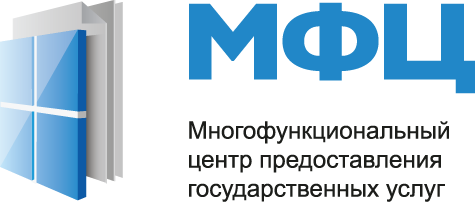 МФЦ
Многофункциональный
центр предоставления
государственных услуг